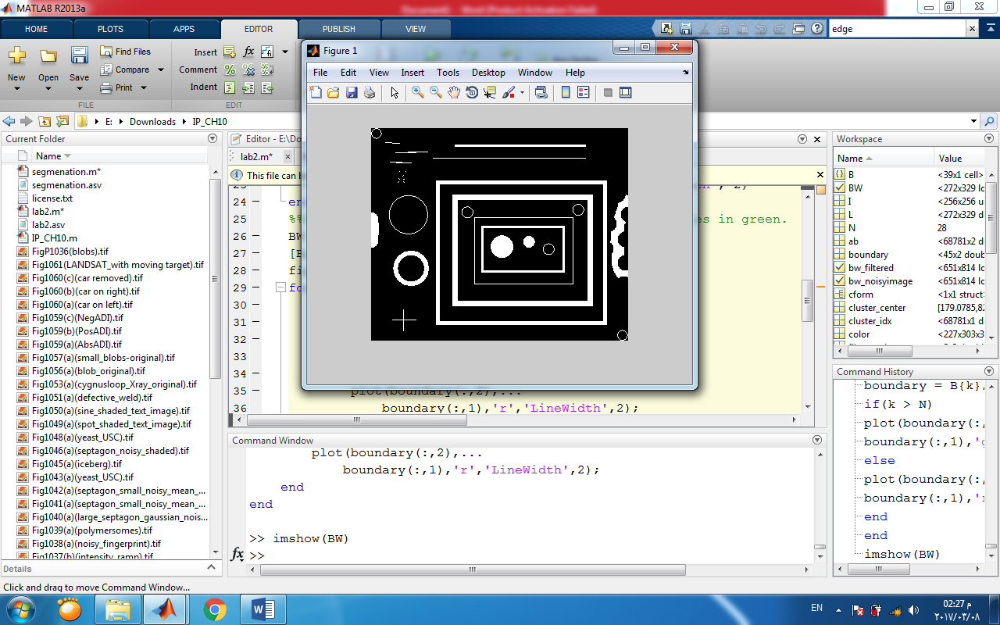 MATLAB R2013a
Document1 - Word (Product Activation Failed)
HOME PLOTS APPS EDITOR PUBLISH VIEW
edge
New Open Save
Find Files
Compare
Print
FILE
Insert
Comment
Indent
EDIT
E: Downloads IP_CH10
Current Folder
Name
segmenation.m*
segmenation.asv
license.txt
lab2.m*
lab2.asv
IP_CH10.m
FigP1036(blobs).tif
Fig1061(LANDSAT_with moving target).tif
Fig1060(c)(car removed).tif
Fig1060(b)(car on right).tif
Fig1060(a)(car on left).tif
Fig1059(c)(NegADI).tif
Fig1059(b)(PosADI).tif
Fig1059(a)(AbsADI).tif
Fig1057(a)(small_blobs-original).tif
Fig1056(a)(blob_original).tif
Fig1053(a)(cygnusloop_Xray_original).tif
Fig1051(a)(defective_weld).tif
Fig1050(a)(sine_shaded_text_image).tif
Fig1049(a)(spot_shaded_text_image).tif
Fig1048(a)(yeast_USC).tif
Fig1046(a)(septagon_noisy_shaded).tif
Fig1045(a)(iceberg).tif
Fig1043(a)(yeast_USC).tif
Fig1042(a)(septagon_small_noisy_mean_...
Fig1041(a)(septagon_small_noisy_mean_...
Fig1040(a)(large_septagon_gaussian_nois...
Fig1039(a)(polymersomes).tif
Fig1038(a)(noisy_fingerprint).tif
Fig1037(b)(intensity_ramp).tif
Details
Click and drag to move Command Window...
Editor - E:\Do
lab2.m*
This file can b
23
24 en
25 %% es in green.
26 BW
27 [B
28 fi
29 fo
30
31
32
33
34
35 plot(boundary(:,2),...
36 boundary(:,1),'r','LineWidth',2);
Figure 1
File Edit View Insert Tools Desktop Window Help
Command Window
plot(boundary(:,2),...
boundary(:,1),'r','LineWidth',2);
end
end
>> imshow(BW)
fx >>
Workspace
Name Value
B <39x1 cell>
BW <272x329 lo
I <256x256 u
L <272x329 d
N 28
ab <68781x2 d
boundary <45x2 doub
bw_filtered <651x814 lo
bw_noisyimage <651x814 lo
cform <1x1 struct>
cluster_center [179.0785,82
cluster_idx <68781x1 d
color <227x303x3
Command History
boundary = B{k},
if(k > N)
plot(boundary(:,
boundary(:,1),'g
else
plot(boundary(:,
boundary(:,1),'r
end
end
imshow(BW)
EN
02:27 م
٢٠١٧/٠٣/٠٨